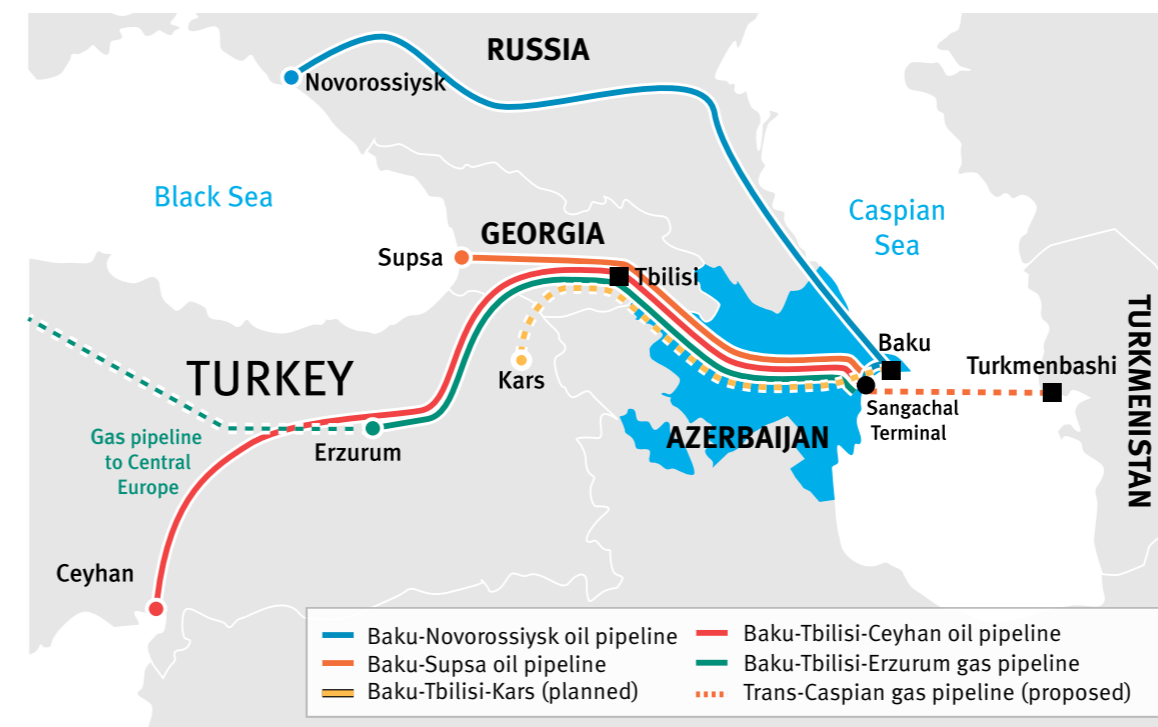 RUSSIA
Novorossiysk
Black Sea
Caspian
Sea
GEORGIA
Supsa
Tbilisi
TURKEY
Kars
Baku
Turkmenbashi
TURKMENISTAN
Sangachal
Terminal
AZERBAIJAN
Gas pipeline
to Central
Europe
Erzurum
Ceyhan
Baku-Novorossiysk oil pipeline
Baku-Supsa oil pipeline
Baku-Tbilisi-Kars (planned)
Baku-Tbilisi-Ceyhan oil pipeline
Baku-Tbilisi-Erzurum gas pipeline
Trans-Caspian gas pipeline (proposed)